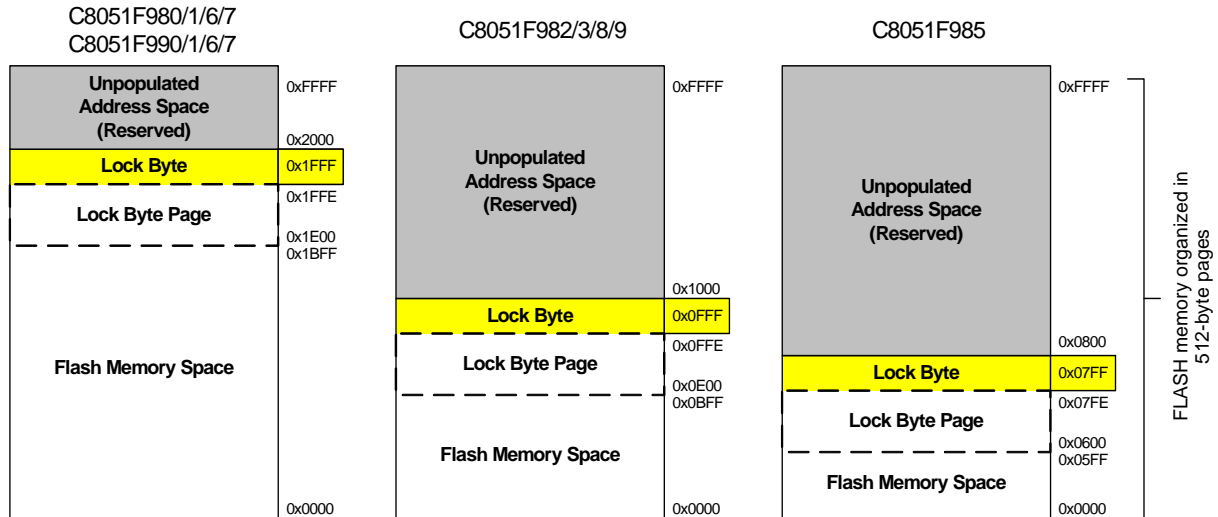 C8051F980/1/6/7
C8051F990/1/6/7
Unpopulated
Address Space
(Reserved)
0xFFFF
0x2000
Lock Byte
0x1FFF
0x1FFE
Lock Byte Page
0x1E00
0x1BFF
Flash Memory Space
0x0000
C8051F982/3/8/9
0xFFFF
Unpopulated
Address Space
(Reserved)
0x1000
Lock Byte
0x0FFF
0x0FFE
Lock Byte Page
0x0E00
0x0BFF
Flash Memory Space
0x0000
C8051F985
0xFFFF
Unpopulated
Address Space
(Reserved)
0x0800
Lock Byte
0x07FF
0x07FE
Lock Byte Page
0x0600
0x05FF
Flash Memory Space
0x0000
FLASH memory organized in
512-byte pages